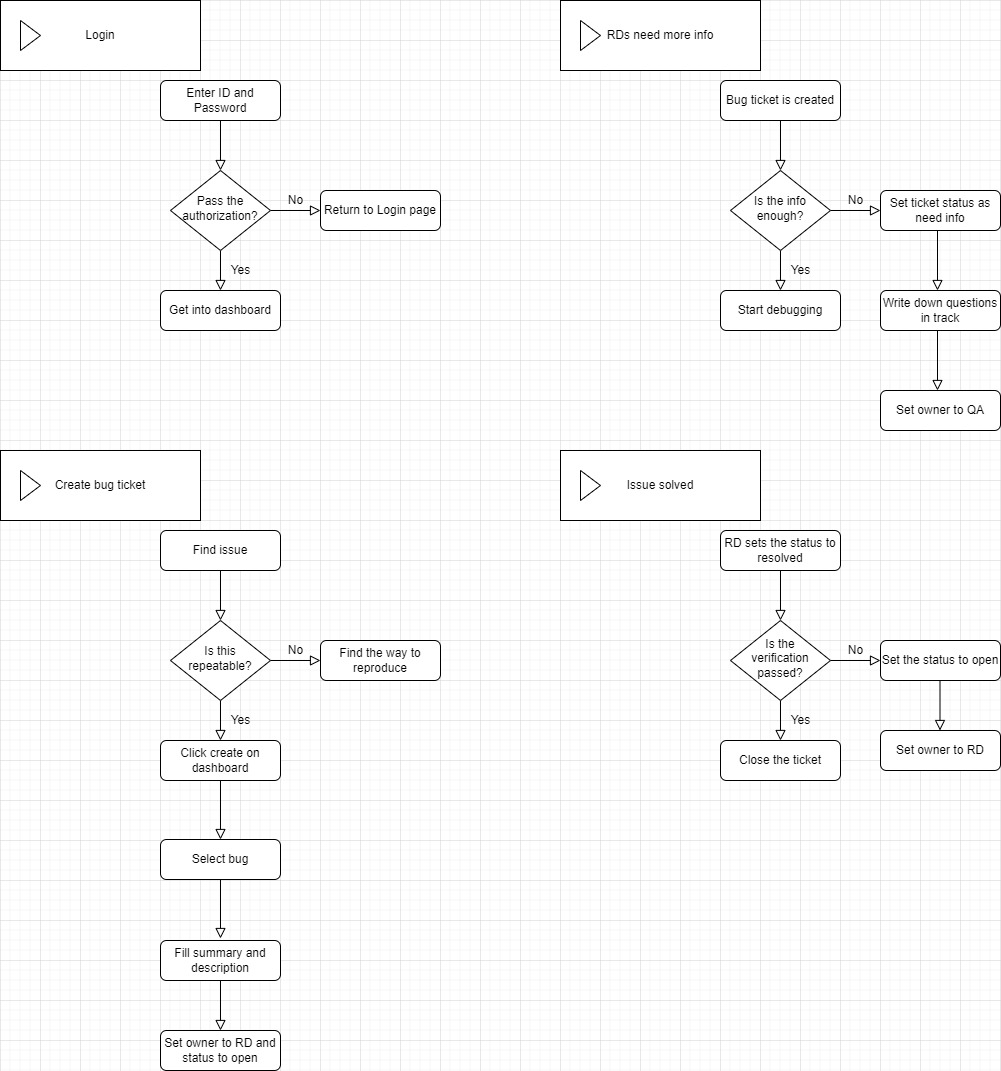 Login
Enter ID and
Password
Pass the
authorization?
No
Return to Login page
Yes
Get into dashboard
RDs need more info
Bug ticket is created
Is the info
enough?
No
Set ticket status as
need info
Yes
Start debugging
Write down questions
in track
Set owner to QA
Create bug ticket
Find issue
Is this
repeatable?
No
Find the way to
reproduce
Yes
Click create on
dashboard
Select bug
Fill summary and
description
Set owner to RD and
status to open
Issue solved
RD sets the status to
resolved
Is the
verification
passed?
No
Set the status to open
Yes
Close the ticket
Set owner to RD